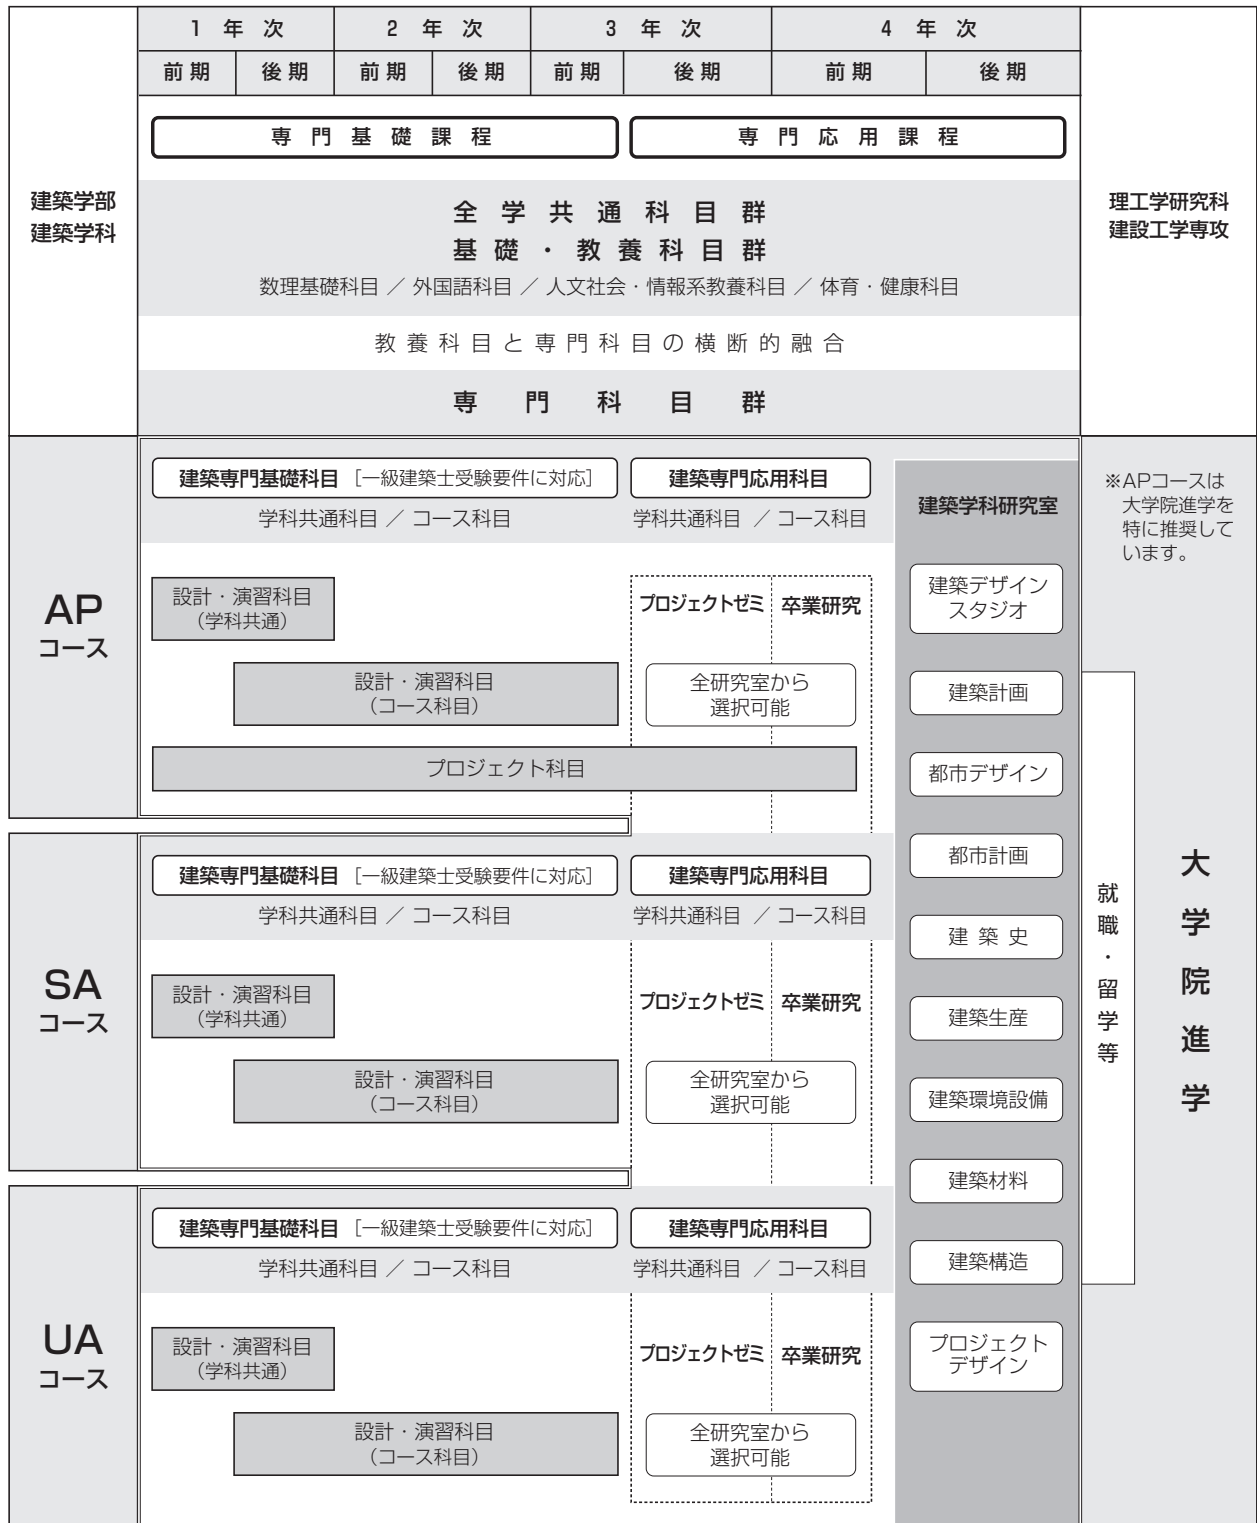 建築学部
建築学科
1 年 次
2 年 次
3 年 次
4 年 次
前 期
後 期
前 期
後 期
前 期
後 期
前 期
後 期
専 門 基 礎 課 程
専 門 応 用 課 程
全 学 共 通 科 目 群
基 礎 ・ 教 養 科 目 群
数理基礎科目 ／ 外国語科目 ／ 人文社会・情報系教養科目 ／ 体育・健康科目
教 養 科 目 と 専 門 科 目 の 横 断 的 融 合
専 門 科 目 群
理工学研究科
建設工学専攻
AP
コース
建築専門基礎科目 ［一級建築士受験要件に対応］
学科共通科目 ／ コース科目
建築専門応用科目
学科共通科目 ／ コース科目
設計・演習科目
（学科共通）
設計・演習科目
（コース科目）
プロジェクト科目
プロジェクトゼミ
卒業研究
全研究室から
選択可能
SA
コース
建築専門基礎科目 ［一級建築士受験要件に対応］
学科共通科目 ／ コース科目
建築専門応用科目
学科共通科目 ／ コース科目
設計・演習科目
（学科共通）
設計・演習科目
（コース科目）
プロジェクトゼミ
卒業研究
全研究室から
選択可能
UA
コース
建築専門基礎科目 ［一級建築士受験要件に対応］
学科共通科目 ／ コース科目
建築専門応用科目
学科共通科目 ／ コース科目
設計・演習科目
（学科共通）
設計・演習科目
（コース科目）
プロジェクトゼミ
卒業研究
全研究室から
選択可能
建築学科研究室
建築デザイン
スタジオ
建築計画
都市デザイン
都市計画
建 築 史
建築生産
建築環境設備
建築材料
建築構造
プロジェクト
デザイン
※APコースは
大学院進学を
特に推奨して
います。
就職・留学等
大学院進学